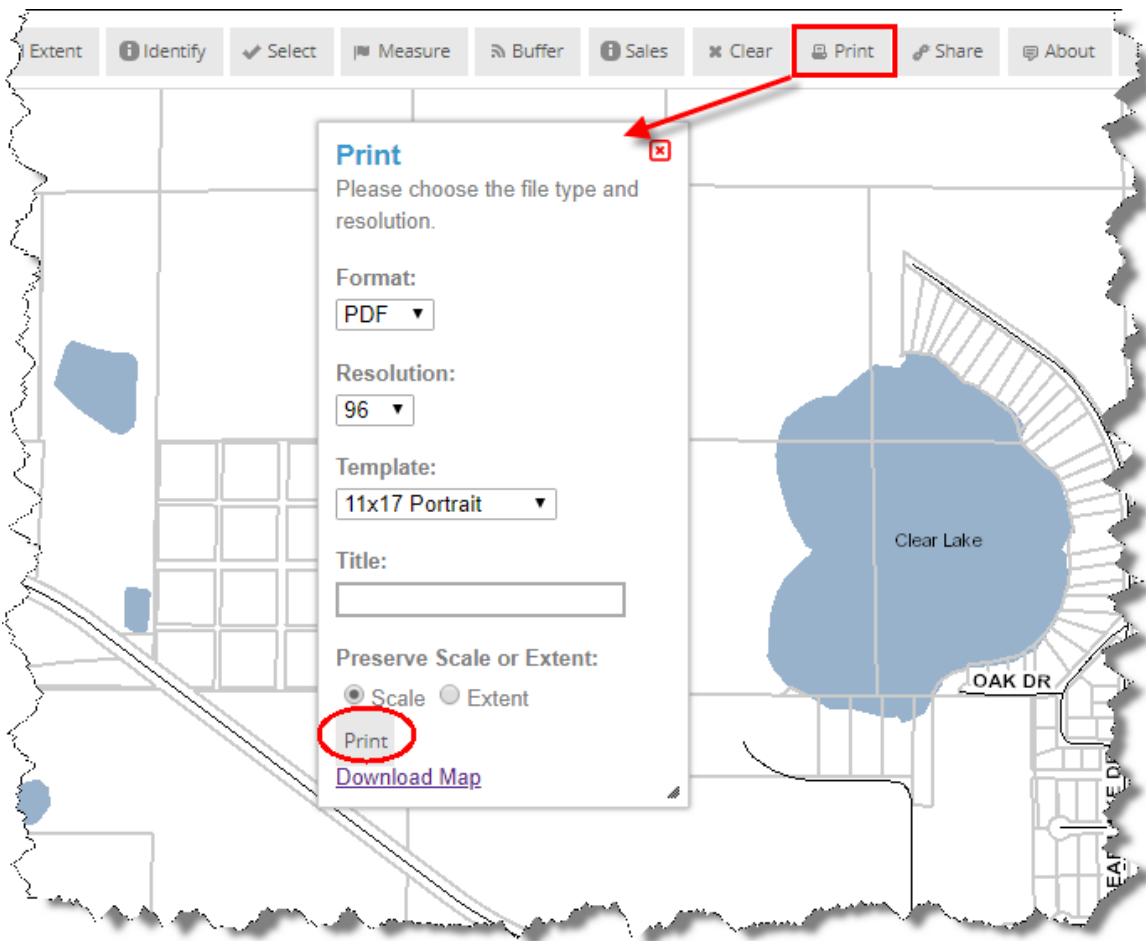 Extent Identify Select Measure Buffer Sales Clear Print Share About
Print
Please choose the file type and
resolution.
Format:
PDF
Resolution:
96
Template:
11x17 Portrait
Title:
Preserve Scale or Extent:
Scale Extent
Print
Download Map
Clear Lake
OAK DR